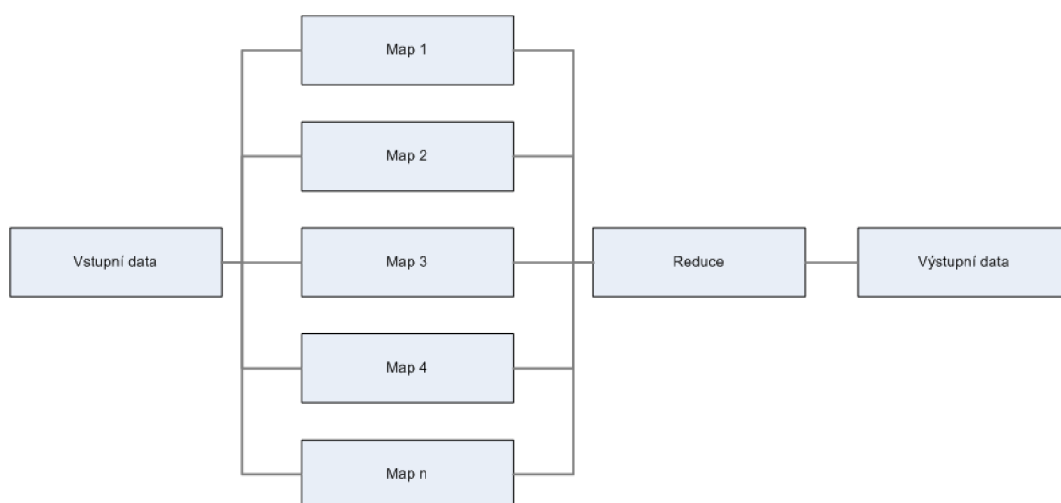 Vstupní data
Map 1
Map 2
Map 3
Map 4
Map n
Reduce
Výstupní data